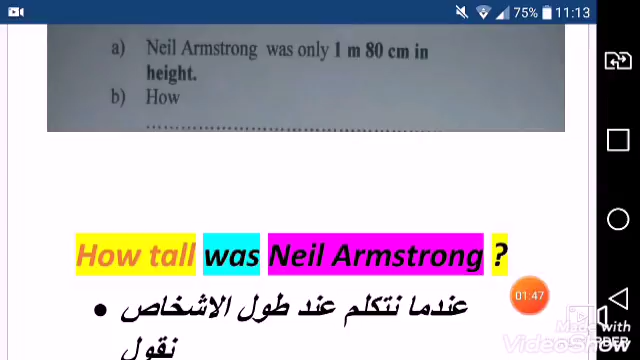 75% 11:13
a) Neil Armstrong was only 1 m 80 cm in
height.
b) How
How tall was Neil Armstrong ?
01:47
• عندما نتكلم عند طول الاشخاص
نقول
Made with
VideoShow